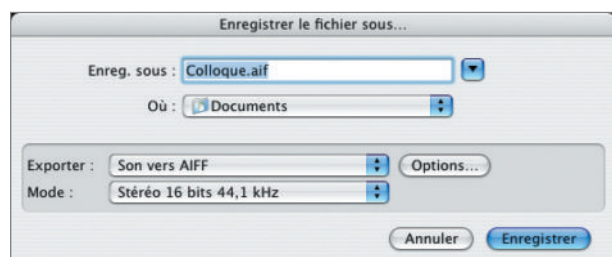 Enregistrer le fichier sous...
Enreg. sous : Colloque.aif
Où : Documents
Exporter : Son vers AIFF Options...
Mode : Stéréo 16 bits 44,1 kHz
Annuler Enregistrer